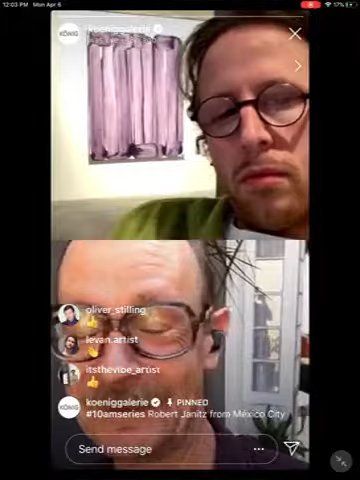 12:03 PM Mon Apr 6
17%
KÖNIG
koeniggalerie
oliver_stilling
levan.artist
itsthevibe_artist
KÖNIG
koeniggalerie PINNED
#10amseries Robert Janitz from México City
Send message